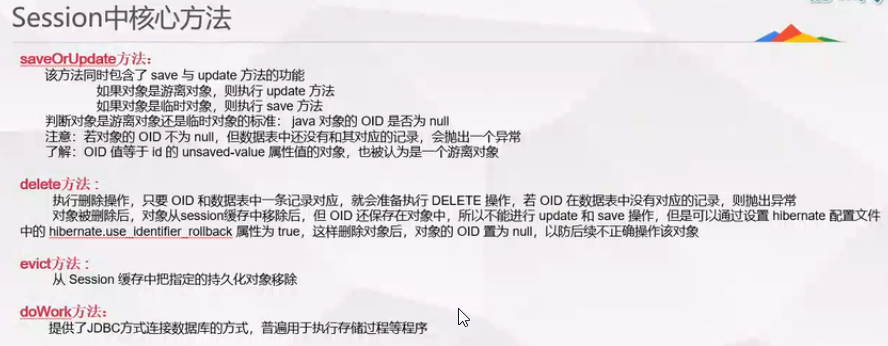 Session中核心方法
saveOrUpdate方法：
该方法同时包含了 save 与 update 方法的功能
如果对象是游离对象，则执行 update 方法
如果对象是临时对象，则执行 save 方法
判断对象是游离对象还是临时对象的标准： java 对象的 OID 是否为 null
注意：若对象的 OID 不为 null，但数据表中还没有和其对应的记录，会抛出一个异常
了解：OID 值等于 id 的 unsaved-value 属性值的对象，也被认为是一个游离对象
delete方法：
执行删除操作，只要 OID 和数据表中一条记录对应，就会准备执行 DELETE 操作，若 OID 在数据表中没有对应的记录，则抛出异常
对象被删除后，对象从session缓存中移除后，但 OID 还保存在对象中，所以不能进行 update 和 save 操作，但是可以通过设置 hibernate 配置文件
中的 hibernate.use_identifier_rollback 属性为 true，这样删除对象后，对象的 OID 置为 null，以防后续不正确操作该对象
evict方法：
从 Session 缓存中把指定的持久化对象移除
doWork方法：
提供了JDBC方式连接数据库的方式，普遍用于执行存储过程等程序